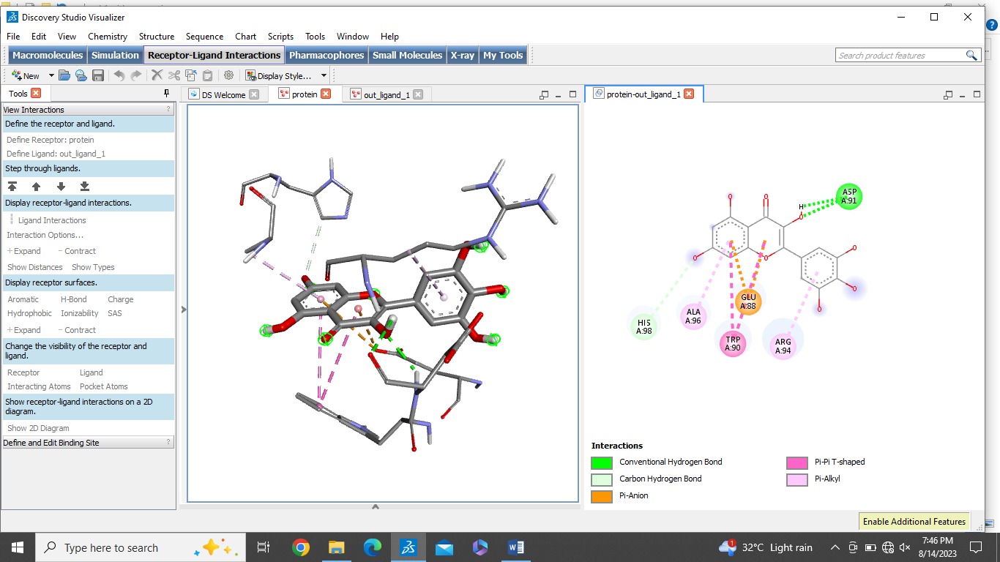 Discovery Studio Visualizer
File Edit View Chemistry Structure Sequence Chart Scripts Tools Window Help
Macromolecules Simulation Receptor-Ligand Interactions Pharmacophores Small Molecules X-ray My Tools
Search product features
New Display Style...
Tools
DS Welcome protein out_ligand_1
protein-out_ligand_1
View Interactions ?
Define the receptor and ligand.
Define Receptor: protein
Define Ligand: out_ligand_1
Step through ligands.
Display receptor-ligand interactions.
Ligand Interactions
Interaction Options...
+ Expand - Contract
Show Distances Show Types
Display receptor surfaces.
Aromatic H-Bond Charge
Hydrophobic Ionizability SAS
+ Expand - Contract
Change the visibility of the receptor and
ligand.
Receptor Ligand
Interacting Atoms Pocket Atoms
Show receptor-ligand interactions on a 2D
diagram.
Show 2D Diagram
Define and Edit Binding Site ?
ASP
A:91
O O H
O
O O O
O
O
GLU
A:88
ALA
A:96
HIS
A:98
TRP
A:90
ARG
A:94
Interactions
Conventional Hydrogen Bond
Carbon Hydrogen Bond
Pi-Anion
Pi-Pi T-shaped
Pi-Alkyl
Enable Additional Features
Type here to search
1
32°C Light rain
7:46 PM
8/14/2023